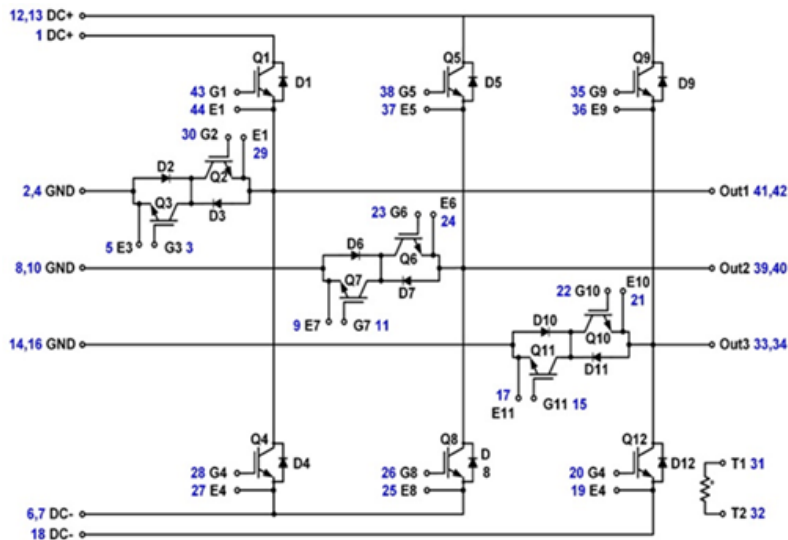 12,13 DC+
1 DC+
Q1 Q5 Q9
D1 D5 D9
43 G1 38 G5 35 G9
44 E1 37 E5 36 E9
30 G2 E1
29
D2 Q2
2,4 GND Out1 41,42
Q3 D3
5 E3 G3 3
23 G6 E6
24
D6 Q6
8,10 GND Out2 39,40
Q7 D7
9 E7 G7 11
22 G10 E10
21
D10 Q10
14,16 GND Out3 33,34
Q11 D11
17
E11 G11 15
Q4 Q8 Q12
D4 D D12
8
28 G4 26 G8 20 G4
27 E4 25 E8 19 E4
T1 31
T2 32
6,7 DC-
18 DC-